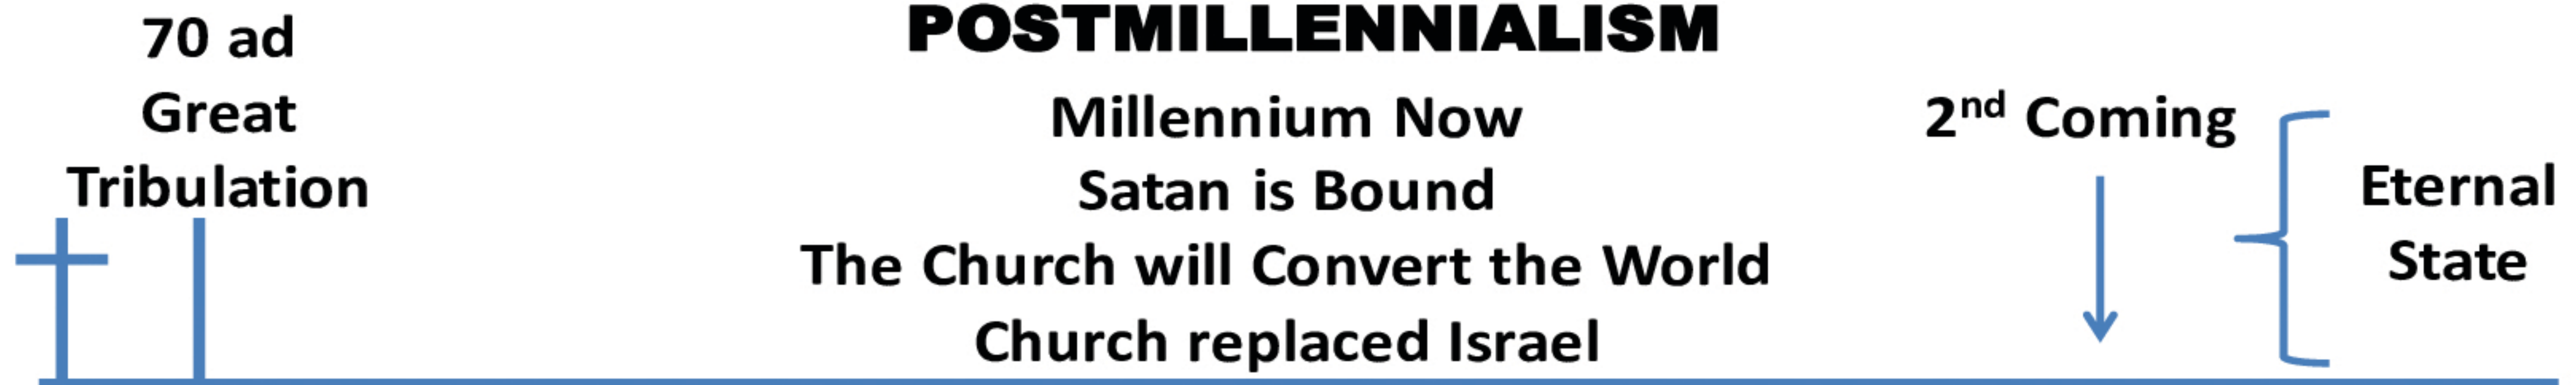 70 ad
Great
Tribulation
POSTMILLENNIALISM
Millennium Now
Satan is Bound
The Church will Convert the World
Church replaced Israel
2nd Coming
Eternal
State